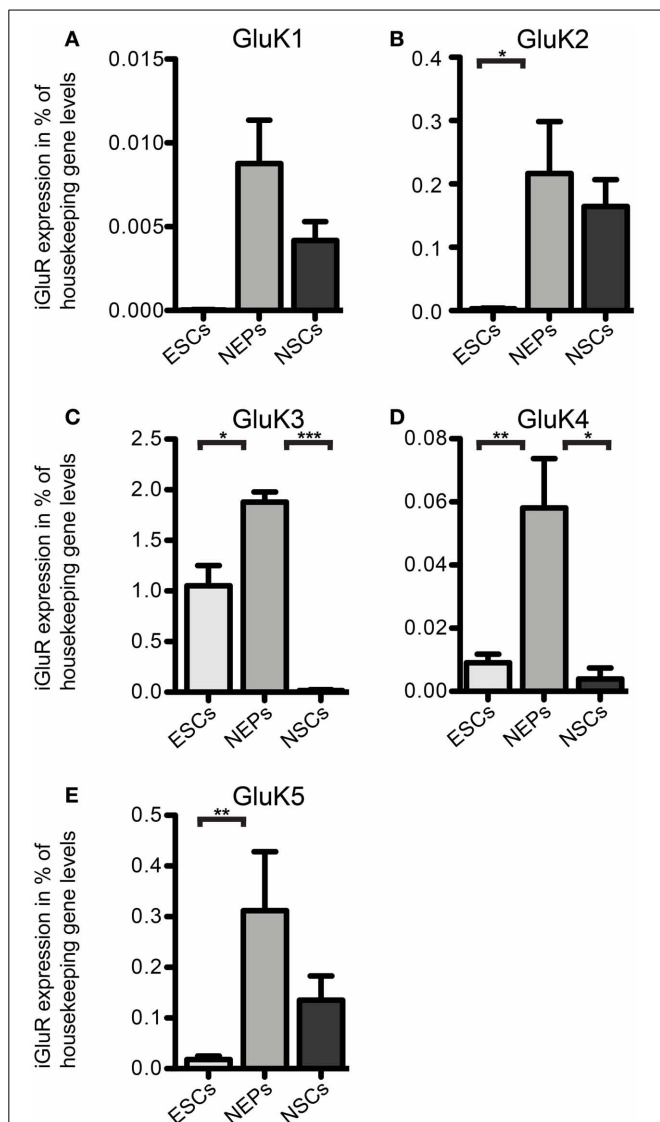 A
GluK1
iGluR expression in % of
housekeeping gene levels
0.015
0.010
0.005
0.000
ESCs
NEPs
NSCs
B
GluK2
*
0.4
0.3
0.2
0.1
0.0
ESCs
NEPs
NSCs
C
GluK3
* ***
iGluR expression in % of
housekeeping gene levels
2.5
2.0
1.5
1.0
0.5
0.0
ESCs
NEPs
NSCs
D
GluK4
** *
0.08
0.06
0.04
0.02
0.00
ESCs
NEPs
NSCs
E
GluK5
**
iGluR expression in % of
housekeeping gene levels
0.5
0.4
0.3
0.2
0.1
0.0
ESCs
NEPs
NSCs